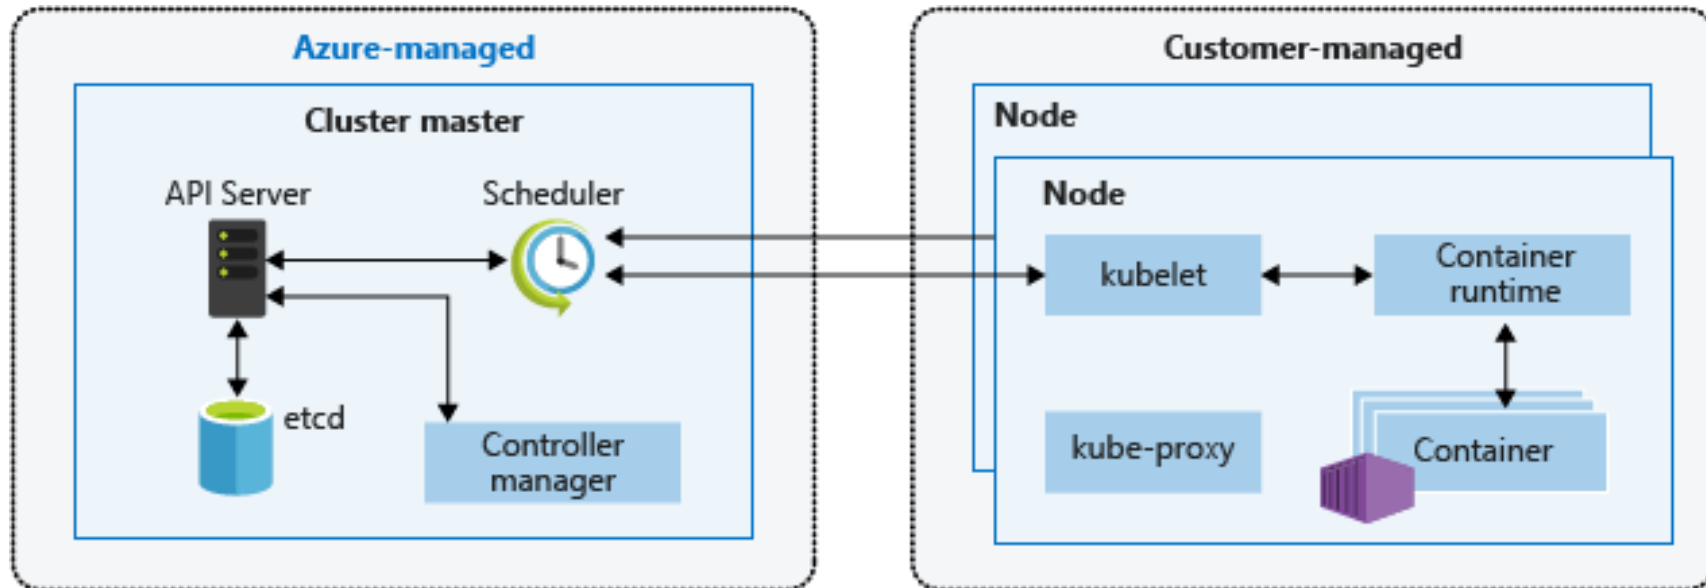 Azure-managed
Cluster master
API Server
Scheduler
etcd
Controller
manager
Customer-managed
Node
Node
kubelet
Container
runtime
kube-proxy
Container